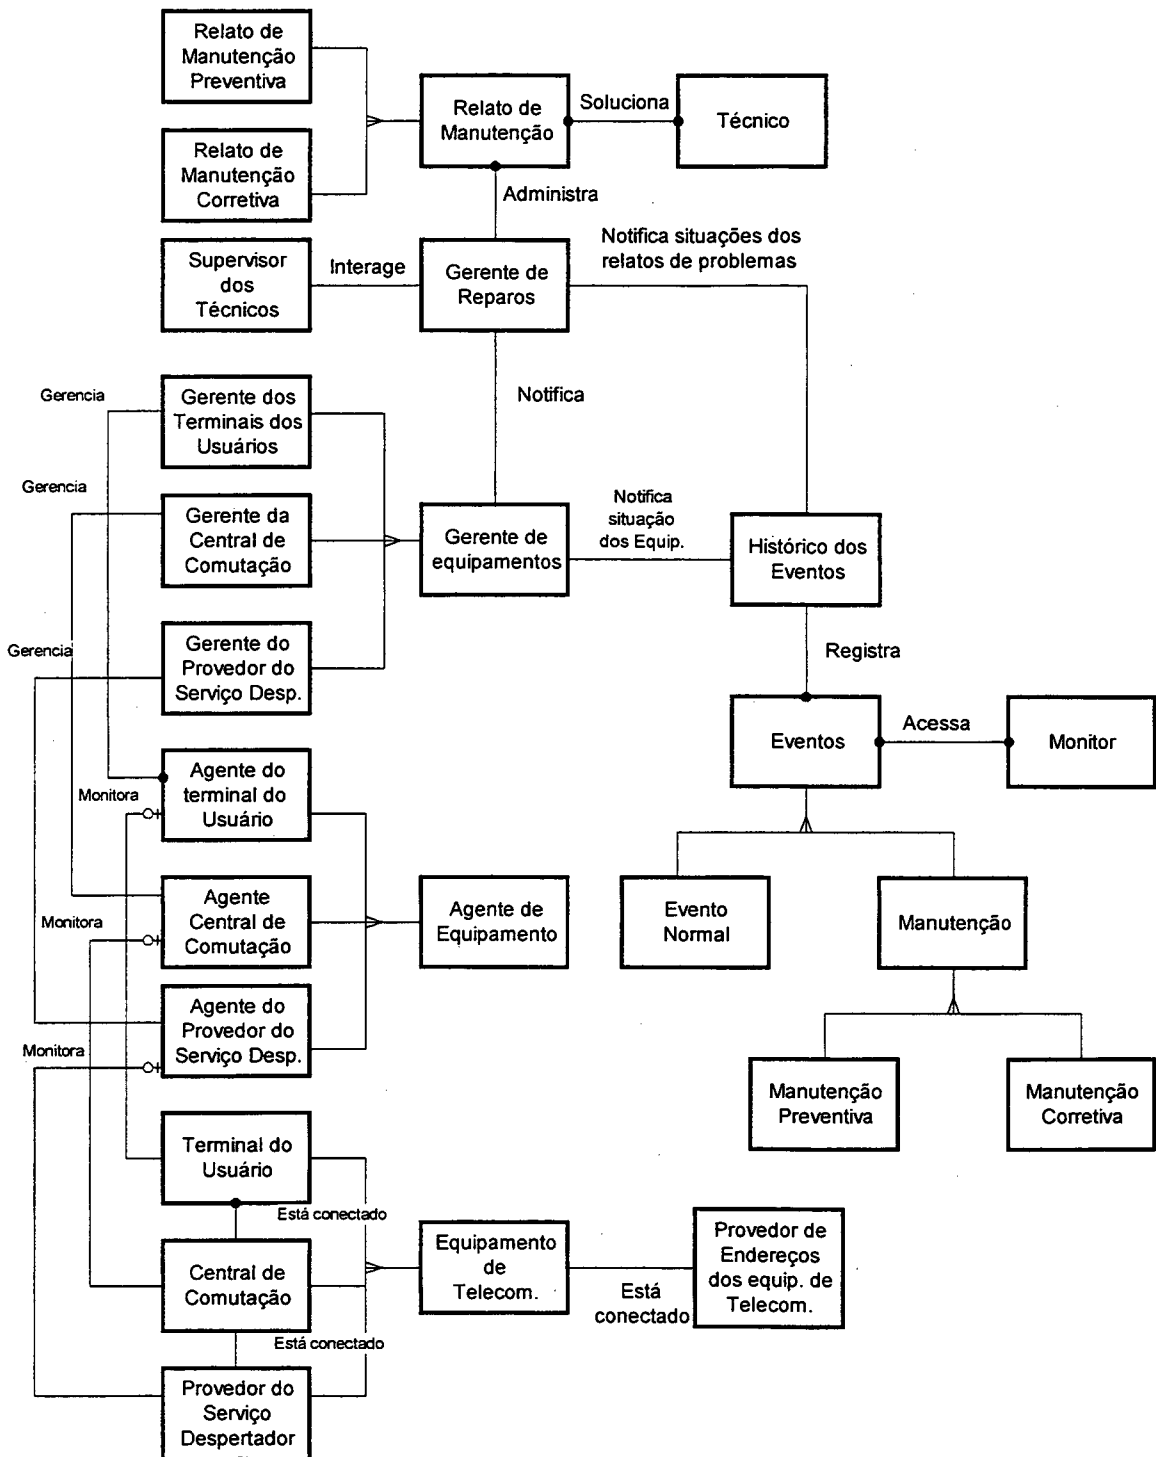 Relato de
Manutenção
Preventiva
Relato de
Manutenção
Soluciona
Técnico
Relato de
Manutenção
Corretiva
Administra
Supervisor
dos
Técnicos
Interage
Gerente de
Reparos
Notifica situações dos
relatos de problemas
Gerencia
Gerente dos
Terminais dos
Usuários
Notifica
Gerencia
Gerente da
Central de
Comutação
Gerente de
equipamentos
Notifica
situação
dos Equip.
Histórico dos
Eventos
Gerencia
Gerente do
Provedor do
Serviço Desp.
Registra
Eventos
Acessa
Monitor
Monitora
Agente do
terminal do
Usuário
Monitora
Agente
Central de
Comutação
Agente de
Equipamento
Evento
Normal
Manutenção
Monitora
Agente do
Provedor do
Serviço Desp.
Manutenção
Preventiva
Manutenção
Corretiva
Terminal do
Usuário
Está conectado
Central de
Comutação
Equipamento
de
Telecom.
Está
conectado
Provedor de
Endereços
dos equip. de
Telecom.
Está conectado
Provedor do
Serviço
Despertador